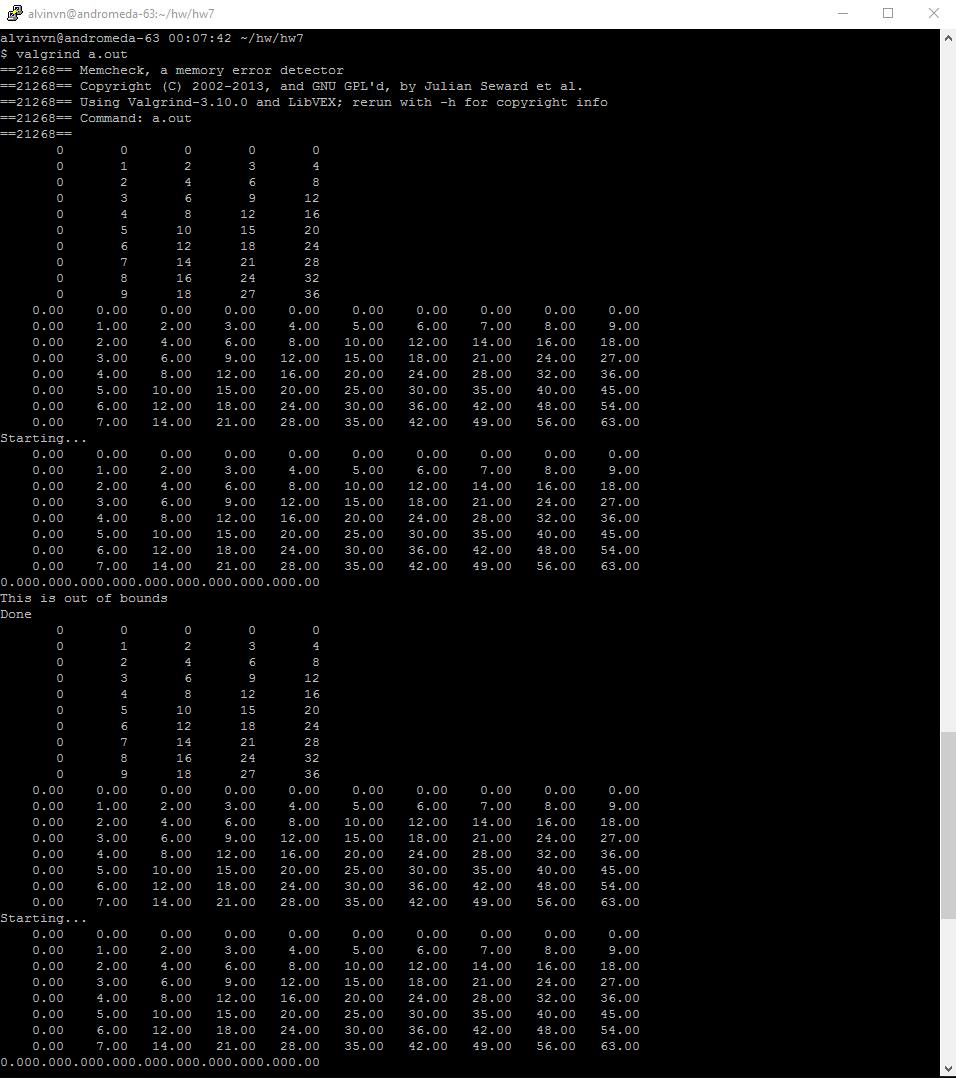 alvinvn@andromeda-63:~/hw/hw7
alvinvn@andromeda-63 00:07:42 ~/hw/hw7
$ valgrind a.out
==21268== Memcheck, a memory error detector
==21268== Copyright (C) 2002-2013, and GNU GPL'd, by Julian Seward et al.
==21268== Using Valgrind-3.10.0 and LibVEX; rerun with -h for copyright info
==21268== Command: a.out
==21268==
0 0 0 0 0
0 1 2 3 4
0 2 4 6 8
0 3 6 9 12
0 4 8 12 16
0 5 10 15 20
0 6 12 18 24
0 7 14 21 28
0 8 16 24 32
0 9 18 27 36
0.00 0.00 0.00 0.00 0.00 0.00 0.00 0.00 0.00 0.00
0.00 1.00 2.00 3.00 4.00 5.00 6.00 7.00 8.00 9.00
0.00 2.00 4.00 6.00 8.00 10.00 12.00 14.00 16.00 18.00
0.00 3.00 6.00 9.00 12.00 15.00 18.00 21.00 24.00 27.00
0.00 4.00 8.00 12.00 16.00 20.00 24.00 28.00 32.00 36.00
0.00 5.00 10.00 15.00 20.00 25.00 30.00 35.00 40.00 45.00
0.00 6.00 12.00 18.00 24.00 30.00 36.00 42.00 48.00 54.00
0.00 7.00 14.00 21.00 28.00 35.00 42.00 49.00 56.00 63.00
Starting...
0.00 0.00 0.00 0.00 0.00 0.00 0.00 0.00 0.00 0.00
0.00 1.00 2.00 3.00 4.00 5.00 6.00 7.00 8.00 9.00
0.00 2.00 4.00 6.00 8.00 10.00 12.00 14.00 16.00 18.00
0.00 3.00 6.00 9.00 12.00 15.00 18.00 21.00 24.00 27.00
0.00 4.00 8.00 12.00 16.00 20.00 24.00 28.00 32.00 36.00
0.00 5.00 10.00 15.00 20.00 25.00 30.00 35.00 40.00 45.00
0.00 6.00 12.00 18.00 24.00 30.00 36.00 42.00 48.00 54.00
0.00 7.00 14.00 21.00 28.00 35.00 42.00 49.00 56.00 63.00
0.000.000.000.000.000.000.000.000.000.00
This is out of bounds
Done
0 0 0 0 0
0 1 2 3 4
0 2 4 6 8
0 3 6 9 12
0 4 8 12 16
0 5 10 15 20
0 6 12 18 24
0 7 14 21 28
0 8 16 24 32
0 9 18 27 36
0.00 0.00 0.00 0.00 0.00 0.00 0.00 0.00 0.00 0.00
0.00 1.00 2.00 3.00 4.00 5.00 6.00 7.00 8.00 9.00
0.00 2.00 4.00 6.00 8.00 10.00 12.00 14.00 16.00 18.00
0.00 3.00 6.00 9.00 12.00 15.00 18.00 21.00 24.00 27.00
0.00 4.00 8.00 12.00 16.00 20.00 24.00 28.00 32.00 36.00
0.00 5.00 10.00 15.00 20.00 25.00 30.00 35.00 40.00 45.00
0.00 6.00 12.00 18.00 24.00 30.00 36.00 42.00 48.00 54.00
0.00 7.00 14.00 21.00 28.00 35.00 42.00 49.00 56.00 63.00
Starting...
0.00 0.00 0.00 0.00 0.00 0.00 0.00 0.00 0.00 0.00
0.00 1.00 2.00 3.00 4.00 5.00 6.00 7.00 8.00 9.00
0.00 2.00 4.00 6.00 8.00 10.00 12.00 14.00 16.00 18.00
0.00 3.00 6.00 9.00 12.00 15.00 18.00 21.00 24.00 27.00
0.00 4.00 8.00 12.00 16.00 20.00 24.00 28.00 32.00 36.00
0.00 5.00 10.00 15.00 20.00 25.00 30.00 35.00 40.00 45.00
0.00 6.00 12.00 18.00 24.00 30.00 36.00 42.00 48.00 54.00
0.00 7.00 14.00 21.00 28.00 35.00 42.00 49.00 56.00 63.00
0.000.000.000.000.000.000.000.000.000.00